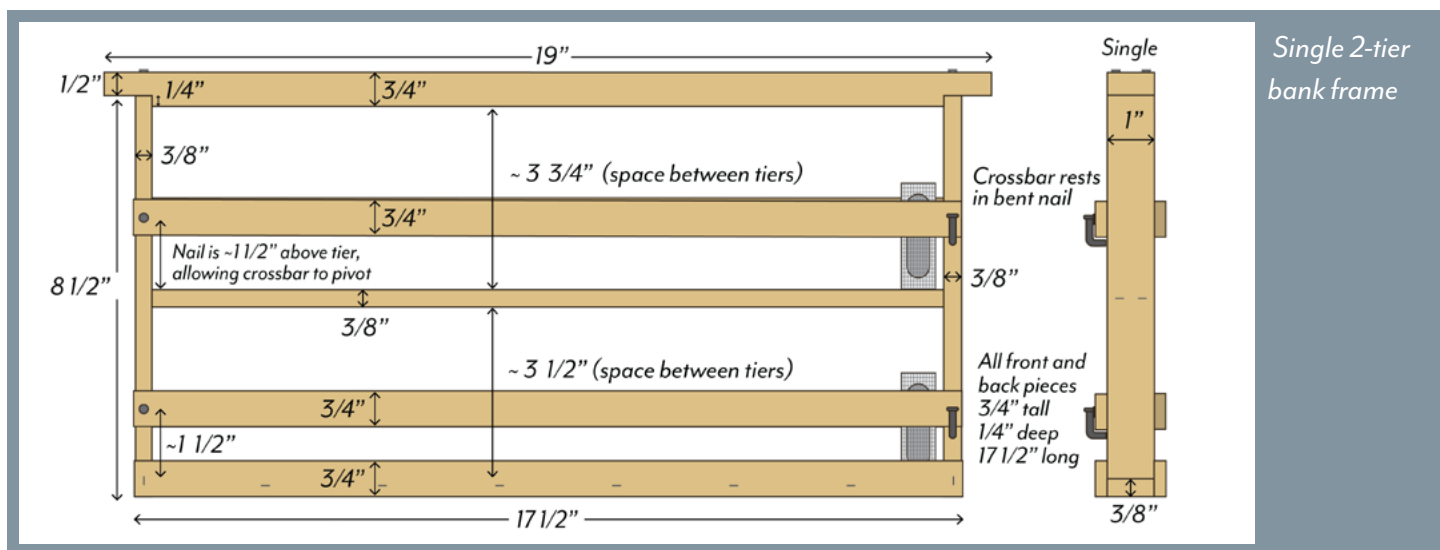 19”
1/2”
1/4”
3/4”
3/8”
~ 3 3/4” (space between tiers)
3/4”
Nail is ~1 1/2” above tier,
allowing crossbar to pivot
8 1/2”
3/8”
3/8”
~ 3 1/2” (space between tiers)
3/4”
~1 1/2”
3/4”
17 1/2”
Crossbar rests
in bent nail
All front and
back pieces
3/4” tall
1/4” deep
17 1/2” long
Single
1”
3/8”
Single 2-tier
bank frame